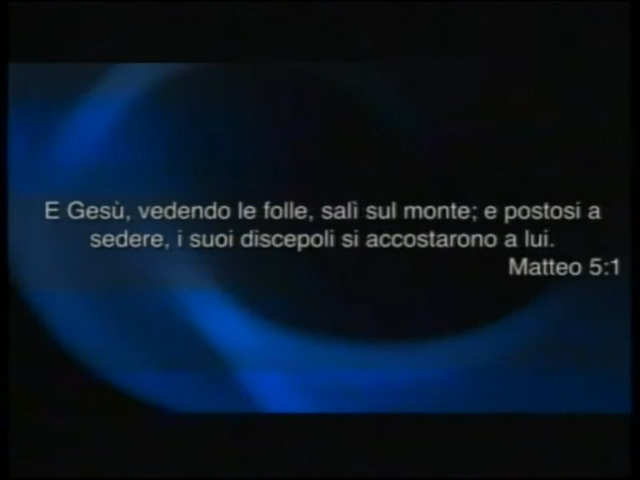 E Gesù, vedendo le folle, salì sul monte; e postosi a
sedere, i suoi discepoli si accostarono a lui.
Matteo 5:1